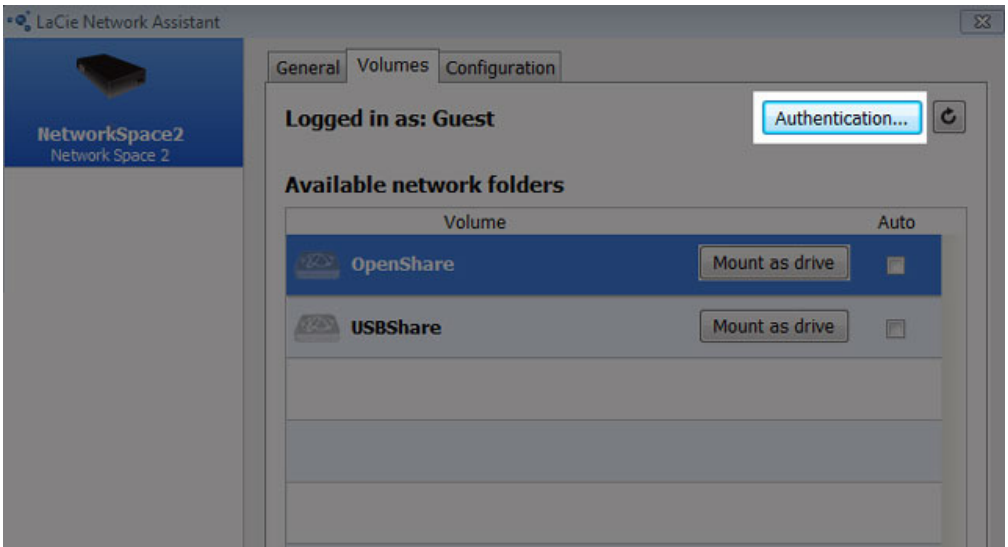 LaCie Network Assistant
NetworkSpace2
Network Space 2
General Volumes Configuration
Logged in as: Guest Authentication...
Available network folders
Volume Auto
OpenShare Mount as drive
USBShare Mount as drive